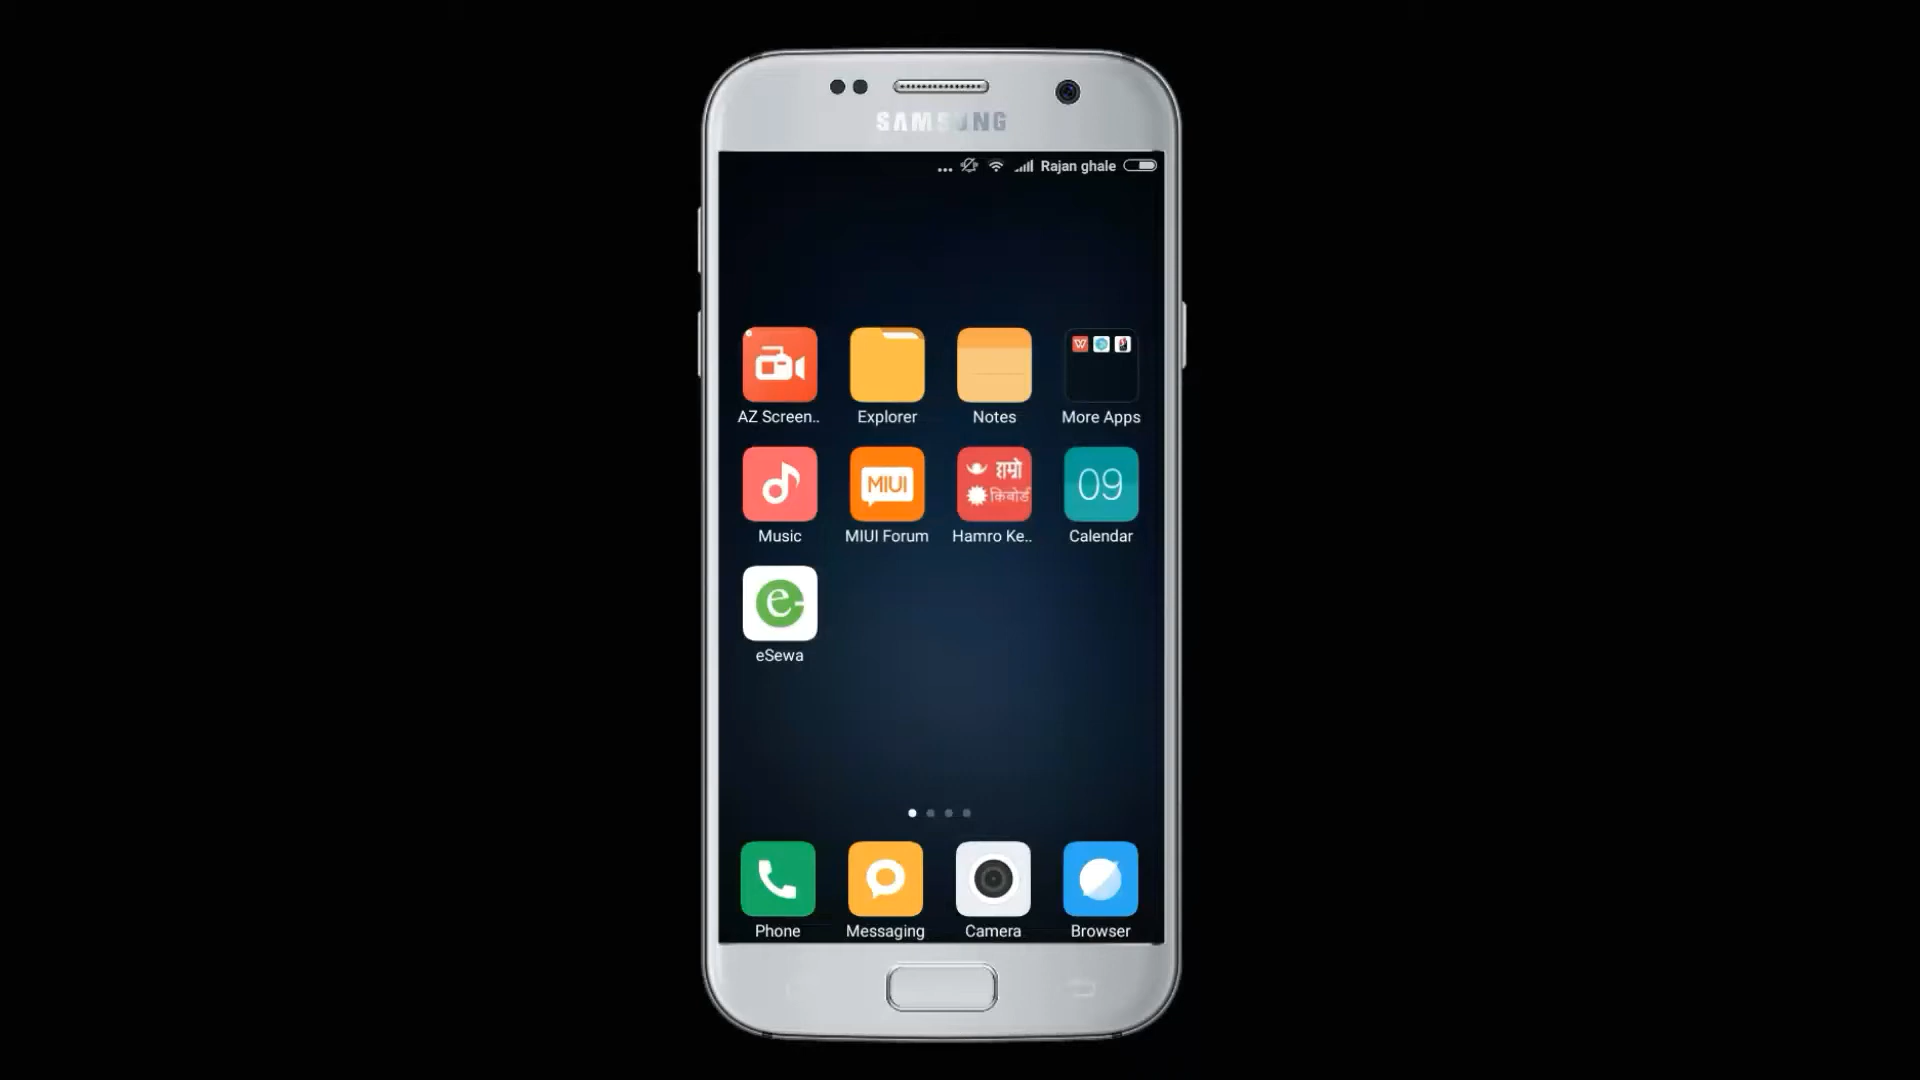 SAMSUNG
... Rajan ghale
AZ Screen..
Explorer
Notes
More Apps
MIUI
हाम्रो
किबोर्ड
09
Music
MIUI Forum
Hamro Ke..
Calendar
e
eSewa
Phone
Messaging
Camera
Browser